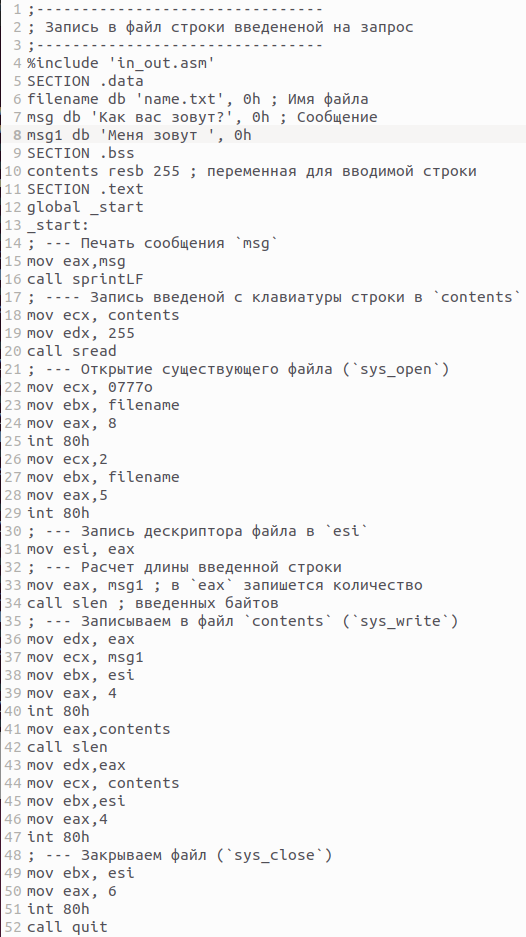 1 ;--------------------------------
2 ; Запись в файл строки введененой на запрос
3 ;--------------------------------
4 %include 'in_out.asm'
5 SECTION .data
6 filename db 'name.txt', 0h ; Имя файла
7 msg db 'Как вас зовут?', 0h ; Сообщение
8 msg1 db 'Меня зовут ', 0h
9 SECTION .bss
10 contents resb 255 ; переменная для вводимой строки
11 SECTION .text
12 global _start
13 _start:
14 ; --- Печать сообщения `msg`
15 mov eax,msg
16 call sprintLF
17 ; ---- Запись введеной с клавиатуры строки в `contents`
18 mov ecx, contents
19 mov edx, 255
20 call sread
21 ; --- Открытие существующего файла (`sys_open`)
22 mov ecx, 0777o
23 mov ebx, filename
24 mov eax, 8
25 int 80h
26 mov ecx,2
27 mov ebx, filename
28 mov eax,5
29 int 80h
30 ; --- Запись дескриптора файла в `esi`
31 mov esi, eax
32 ; --- Расчет длины введенной строки
33 mov eax, msg1 ; в `eax` запишется количество
34 call slen ; введенных байтов
35 ; --- Записываем в файл `contents` (`sys_write`)
36 mov edx, eax
37 mov ecx, msg1
38 mov ebx, esi
39 mov eax, 4
40 int 80h
41 mov eax,contents
42 call slen
43 mov edx,eax
44 mov ecx, contents
45 mov ebx,esi
46 mov eax,4
47 int 80h
48 ; --- Закрываем файл (`sys_close`)
49 mov ebx, esi
50 mov eax, 6
51 int 80h
52 call quit